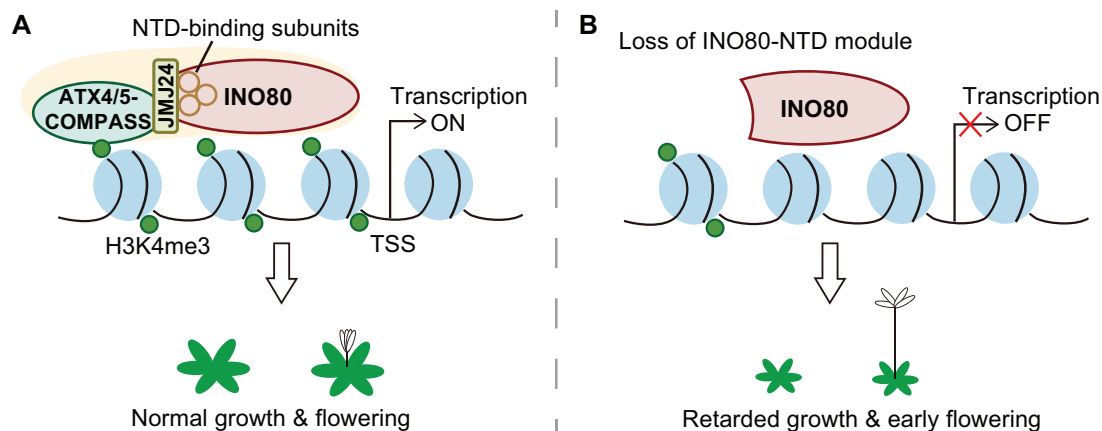 A
NTD-binding subunits
ATX4/5-
COMPASS
JMJ24
INO80
Transcription
ON
H3K4me3
TSS
Normal growth & flowering
B
Loss of INO80-NTD module
INO80
Transcription
OFF
Retarded growth & early flowering